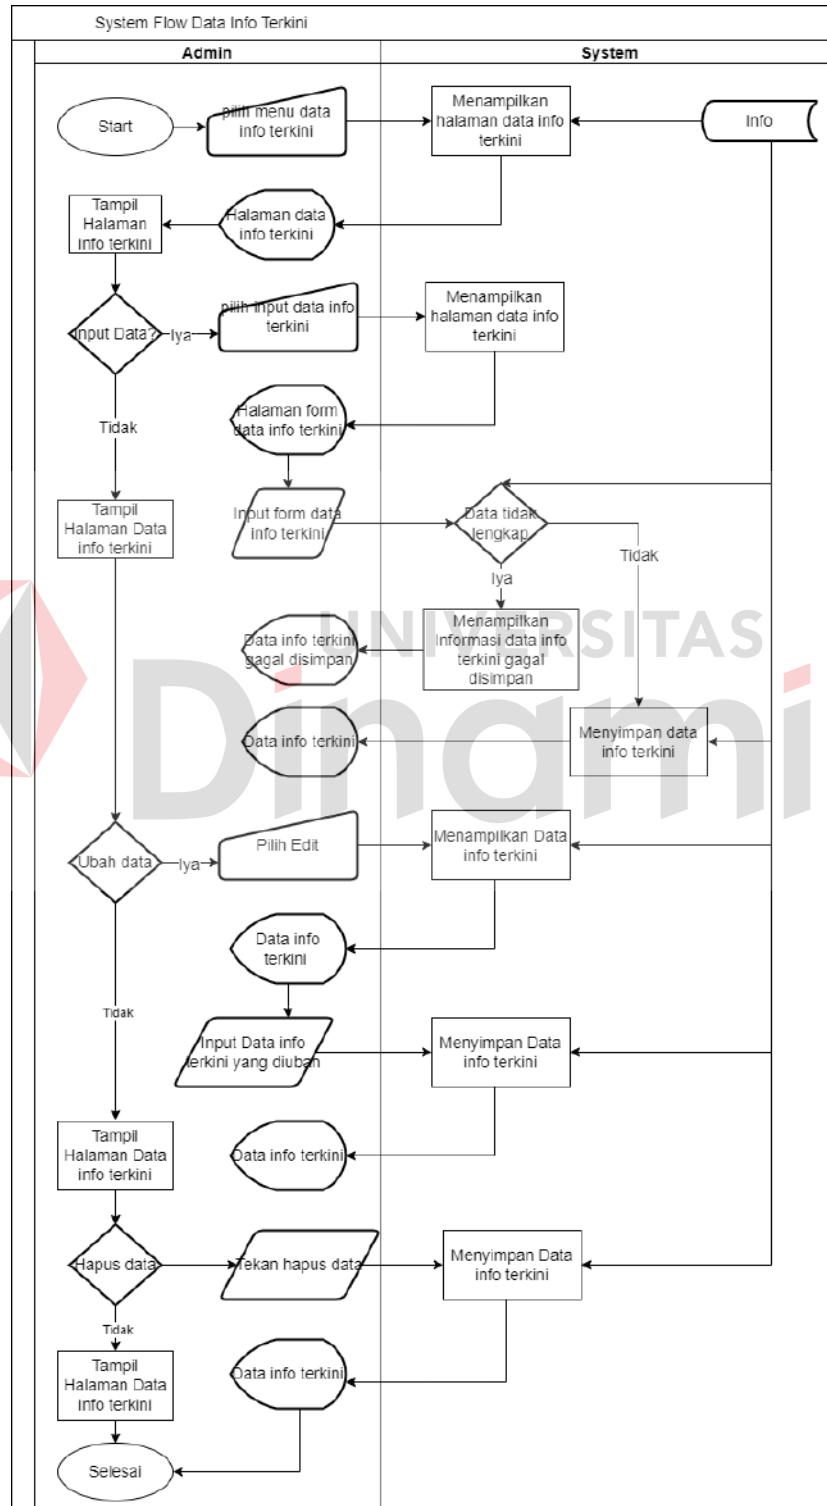 System Flow Data Info Terkini
Admin
System
Start
pilih menu data
info terkini
Menampilkan
halaman data info
terkini
Info
Tampil
Halaman
info terkini
Halaman data
info terkini
Input Data?
Iya
pilih input data info
terkini
Menampilkan
halaman data info
terkini
Tidak
Halaman form
data info terkini
Tampil
Halaman Data
info terkini
Input form data
info terkini
Data tidak
lengkap
Tidak
Iya
Data info terkini
gagal disimpan
Menampilkan
Informasi data info
terkini gagal
disimpan
UNIVERSITAS
Dinami
Data info terkini
Menyimpan data
info terkini
Ubah data
Iya
Pilih Edit
Menampilkan Data
info terkini
Data info
terkini
Tidak
Input Data info
terkini yang diubah
Menyimpan Data
info terkini
Tampil
Halaman Data
info terkini
Data info terkini
Hapus data
Tekan hapus data
Menyimpan Data
info terkini
Tidak
Tampil
Halaman Data
info terkini
Data info terkini
Selesai